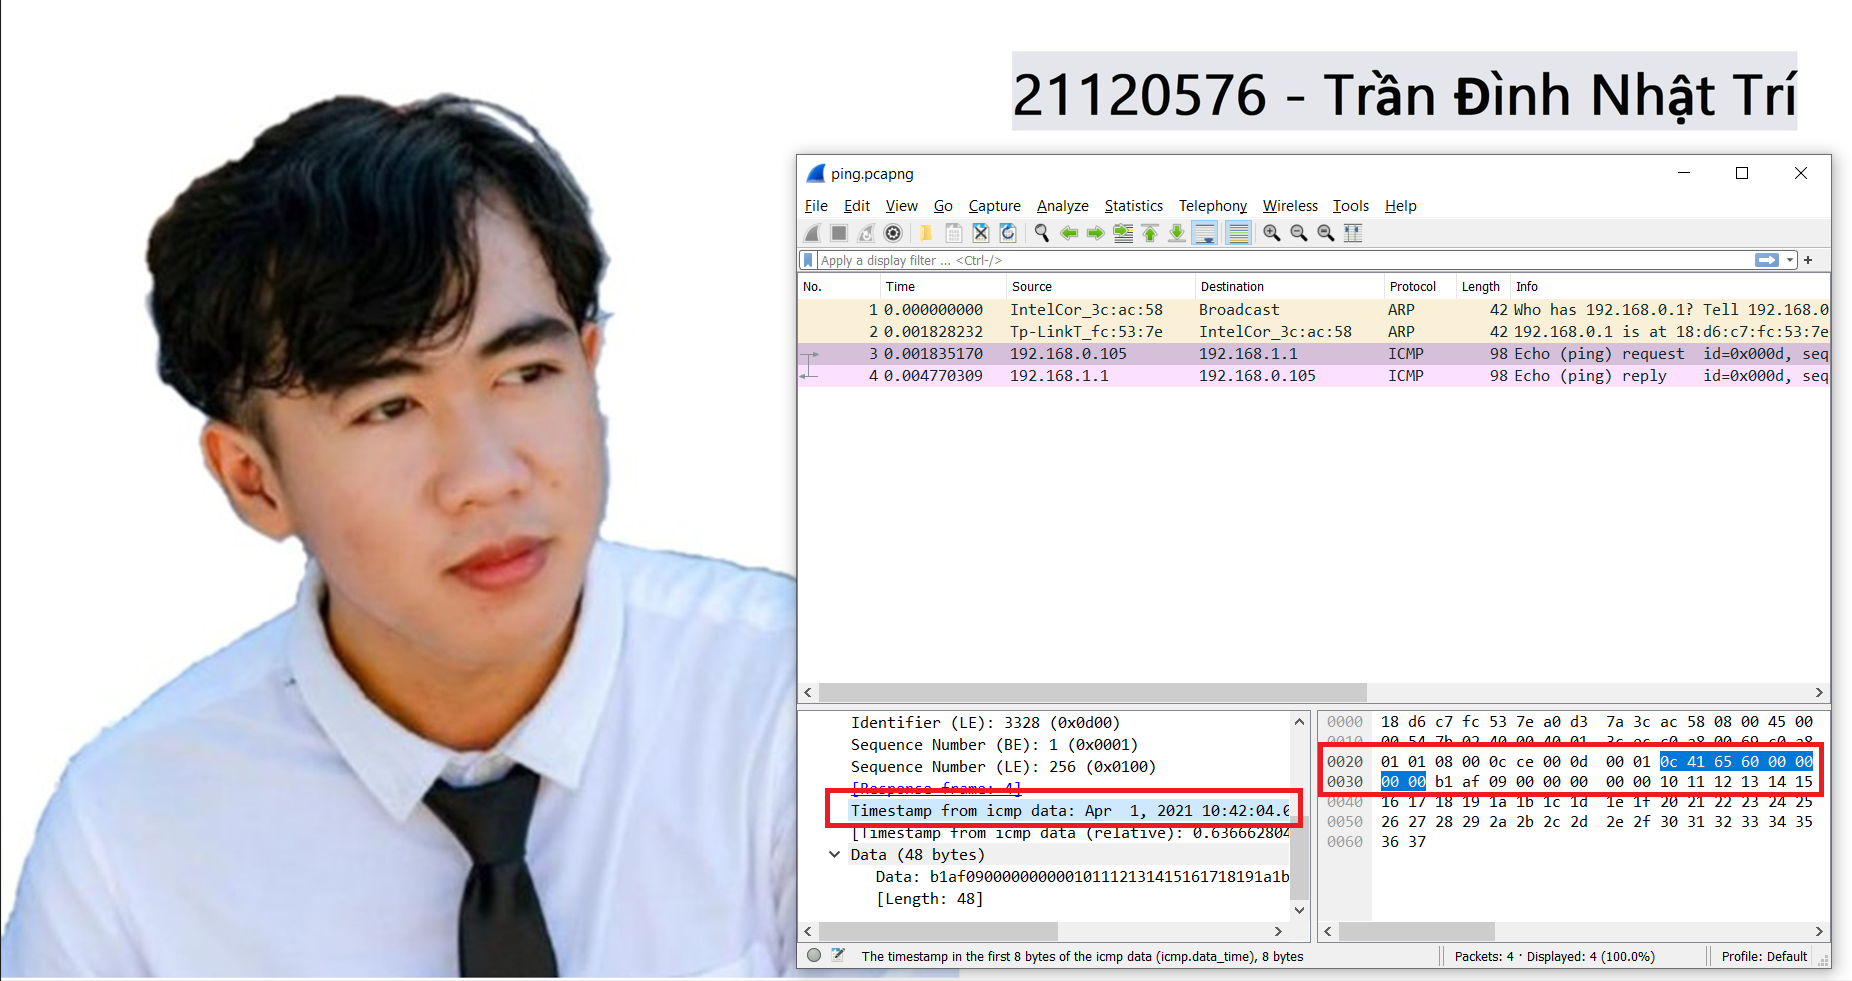 21120576 - Trần Đình Nhật Trí
ping.pcapng
File Edit View Go Capture Analyze Statistics Telephony Wireless Tools Help
Apply a display filter ... <Ctrl-/>
No. Time Source Destination Protocol Length Info
1 0.000000000 IntelCor_3c:ac:58 Broadcast ARP 42 Who has 192.168.0.1? Tell 192.168.0
2 0.001828232 Tp-LinkT_fc:53:7e IntelCor_3c:ac:58 ARP 42 192.168.0.1 is at 18:d6:c7:fc:53:7e
3 0.001835170 192.168.0.105 192.168.1.1 ICMP 98 Echo (ping) request id=0x000d, seq
4 0.004770309 192.168.1.1 192.168.0.105 ICMP 98 Echo (ping) reply id=0x000d, seq
Identifier (LE): 3328 (0x0d00)
Sequence Number (BE): 1 (0x0001)
Sequence Number (LE): 256 (0x0100)
[Response frame: 4]
Timestamp from icmp data: Apr 1, 2021 10:42:04.0
[Timestamp from icmp data (relative): 0.636662804
Data (48 bytes)
Data: b1af090000000000101112131415161718191a1b
[Length: 48]
0000 18 d6 c7 fc 53 7e a0 d3 7a 3c ac 58 08 00 45 00
0010 00 54 7b 02 40 00 40 01 3c ec c0 a8 00 69 c0 a8
0020 01 01 08 00 0c ce 00 0d 00 01 0c 41 65 60 00 00
0030 00 00 b1 af 09 00 00 00 00 00 10 11 12 13 14 15
0040 16 17 18 19 1a 1b 1c 1d 1e 1f 20 21 22 23 24 25
0050 26 27 28 29 2a 2b 2c 2d 2e 2f 30 31 32 33 34 35
0060 36 37
The timestamp in the first 8 bytes of the icmp data (icmp.data_time), 8 bytes
Packets: 4 · Displayed: 4 (100.0%)
Profile: Default